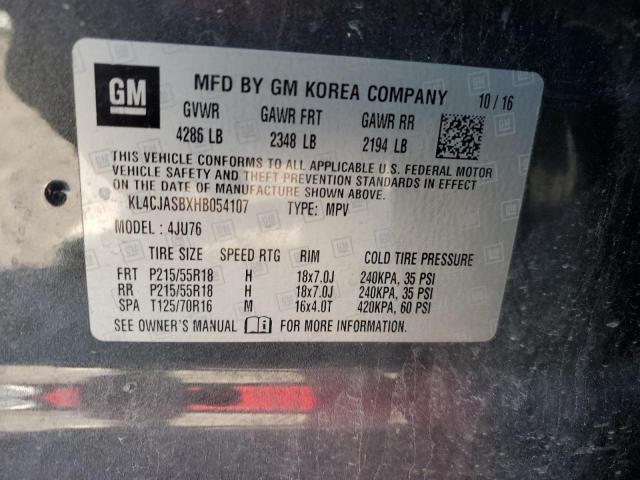 GM MFD BY GM KOREA COMPANY 10/16
GVWR GAWR FRT GAWR RR
4286 LB 2348 LB 2194 LB
THIS VEHICLE CONFORMS TO ALL APPLICABLE U.S. FEDERAL MOTOR
VEHICLE SAFETY AND THEFT PREVENTION STANDARDS IN EFFECT
ON THE DATE OF MANUFACTURE SHOWN ABOVE.
KL4CJASBXHB054107 TYPE: MPV
MODEL : 4JU76
TIRE SIZE SPEED RTG RIM COLD TIRE PRESSURE
FRT P215/55R18 H 18x7.0J 240KPA, 35 PSI
RR P215/55R18 H 18x7.0J 240KPA, 35 PSI
SPA T125/70R16 M 16x4.0T 420KPA, 60 PSI
SEE OWNER'S MANUAL FOR MORE INFORMATION.